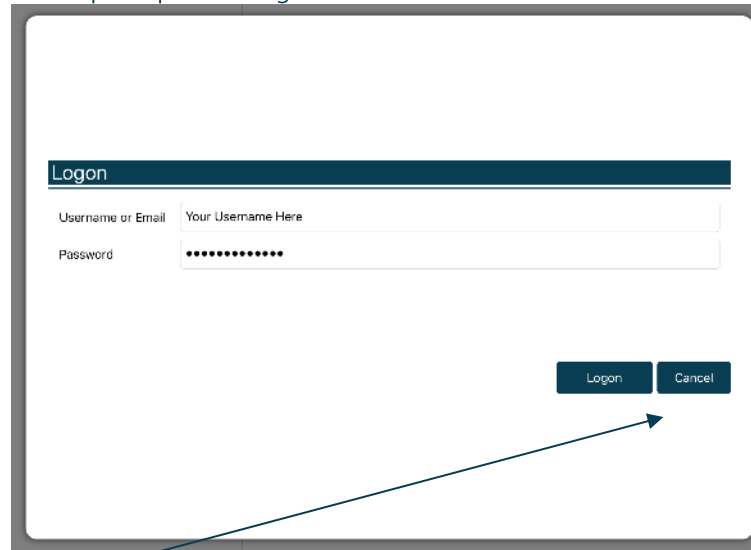 Logon
Username or Email Your Username Here
Password •••••••••••••
Logon Cancel